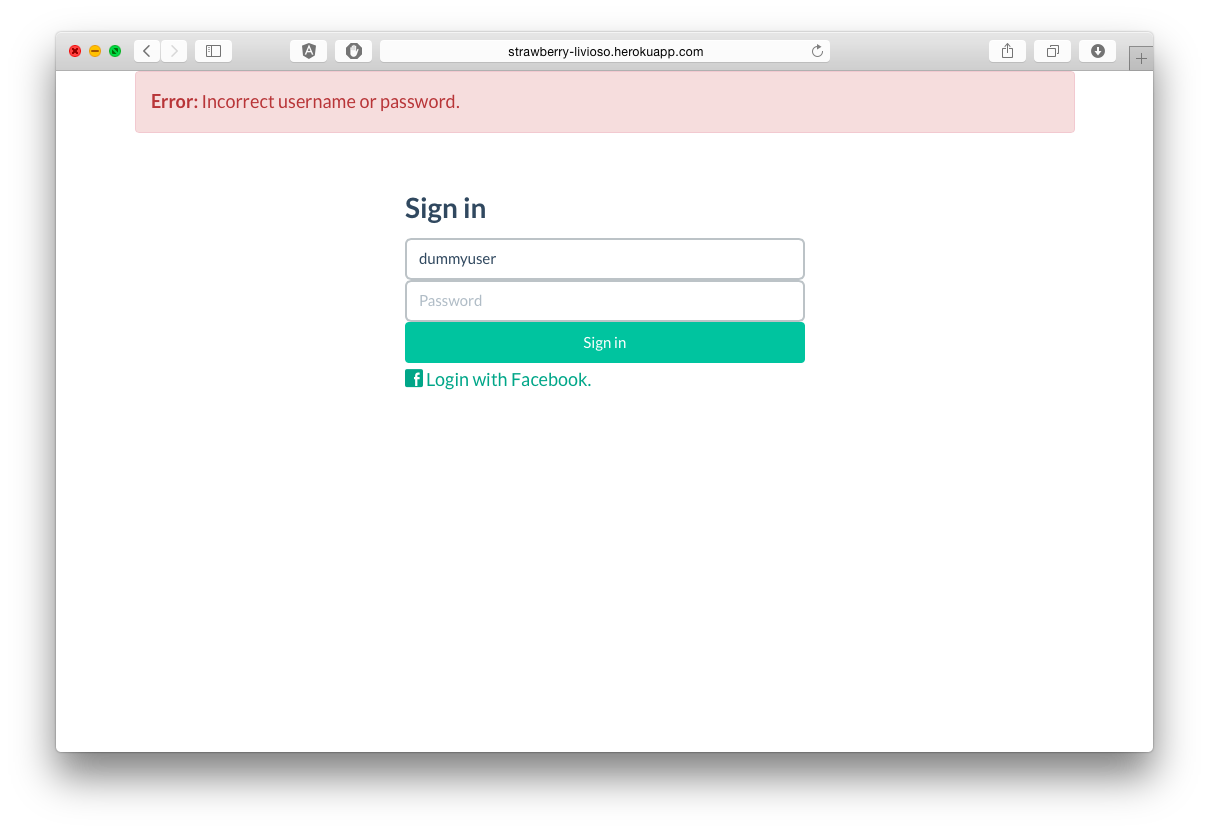 strawberry-livioso.herokuapp.com
Error: Incorrect username or password.
Sign in
dummyuser
Password
Sign in
Login with Facebook.